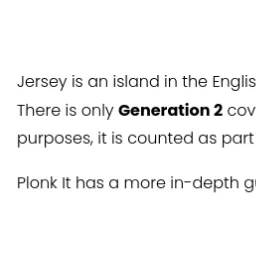 Jersey is an island in the Englis
There is only Generation 2 cov
purposes, it is counted as part
Plonk It has a more in-depth g